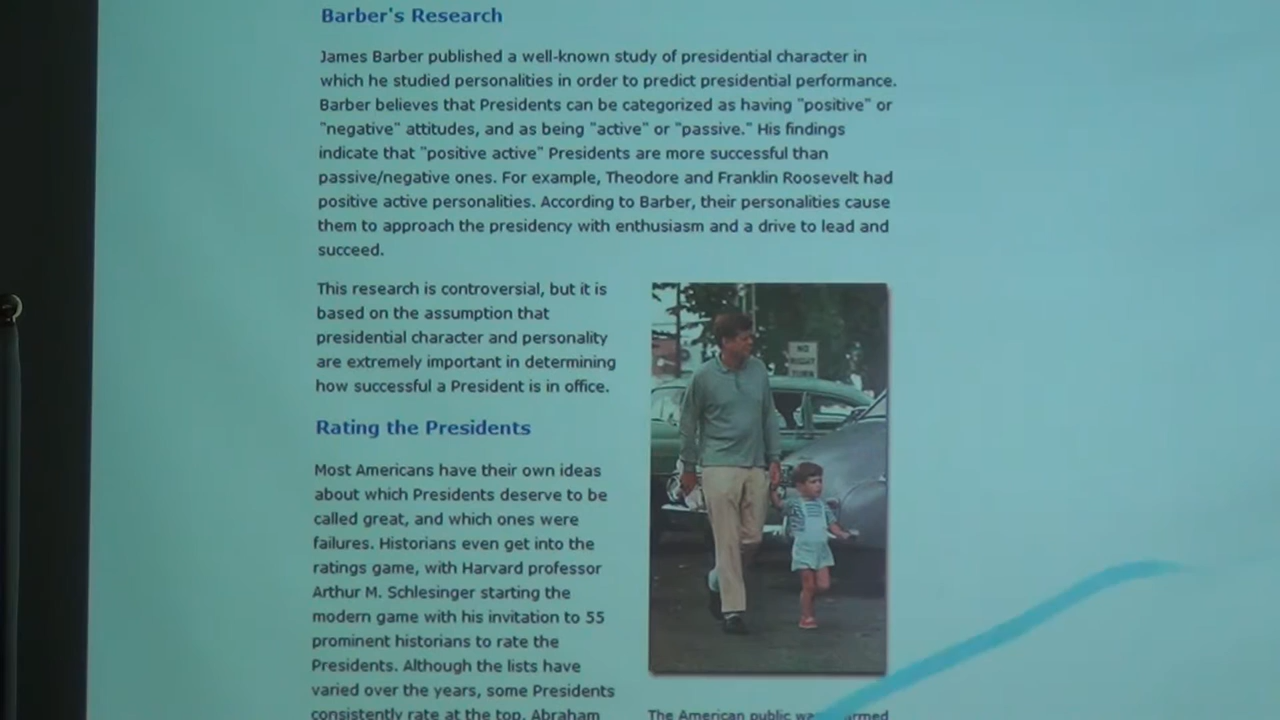 Barber's Research
James Barber published a well-known study of presidential character in
which he studied personalities in order to predict presidential performance.
Barber believes that Presidents can be categorized as having "positive" or
"negative" attitudes, and as being "active" or "passive." His findings
indicate that "positive active" Presidents are more successful than
passive/negative ones. For example, Theodore and Franklin Roosevelt had
positive active personalities. According to Barber, their personalities cause
them to approach the presidency with enthusiasm and a drive to lead and
succeed.
This research is controversial, but it is
based on the assumption that
presidential character and personality
are extremely important in determining
how successful a President is in office.
Rating the Presidents
Most Americans have their own ideas
about which Presidents deserve to be
called great, and which ones were
failures. Historians even get into the
ratings game, with Harvard professor
Arthur M. Schlesinger starting the
modern game with his invitation to 55
prominent historians to rate the
Presidents. Although the lists have
varied over the years, some Presidents
consistently rate at the top. Abraham
NO
RIGHT
TURN
The American public